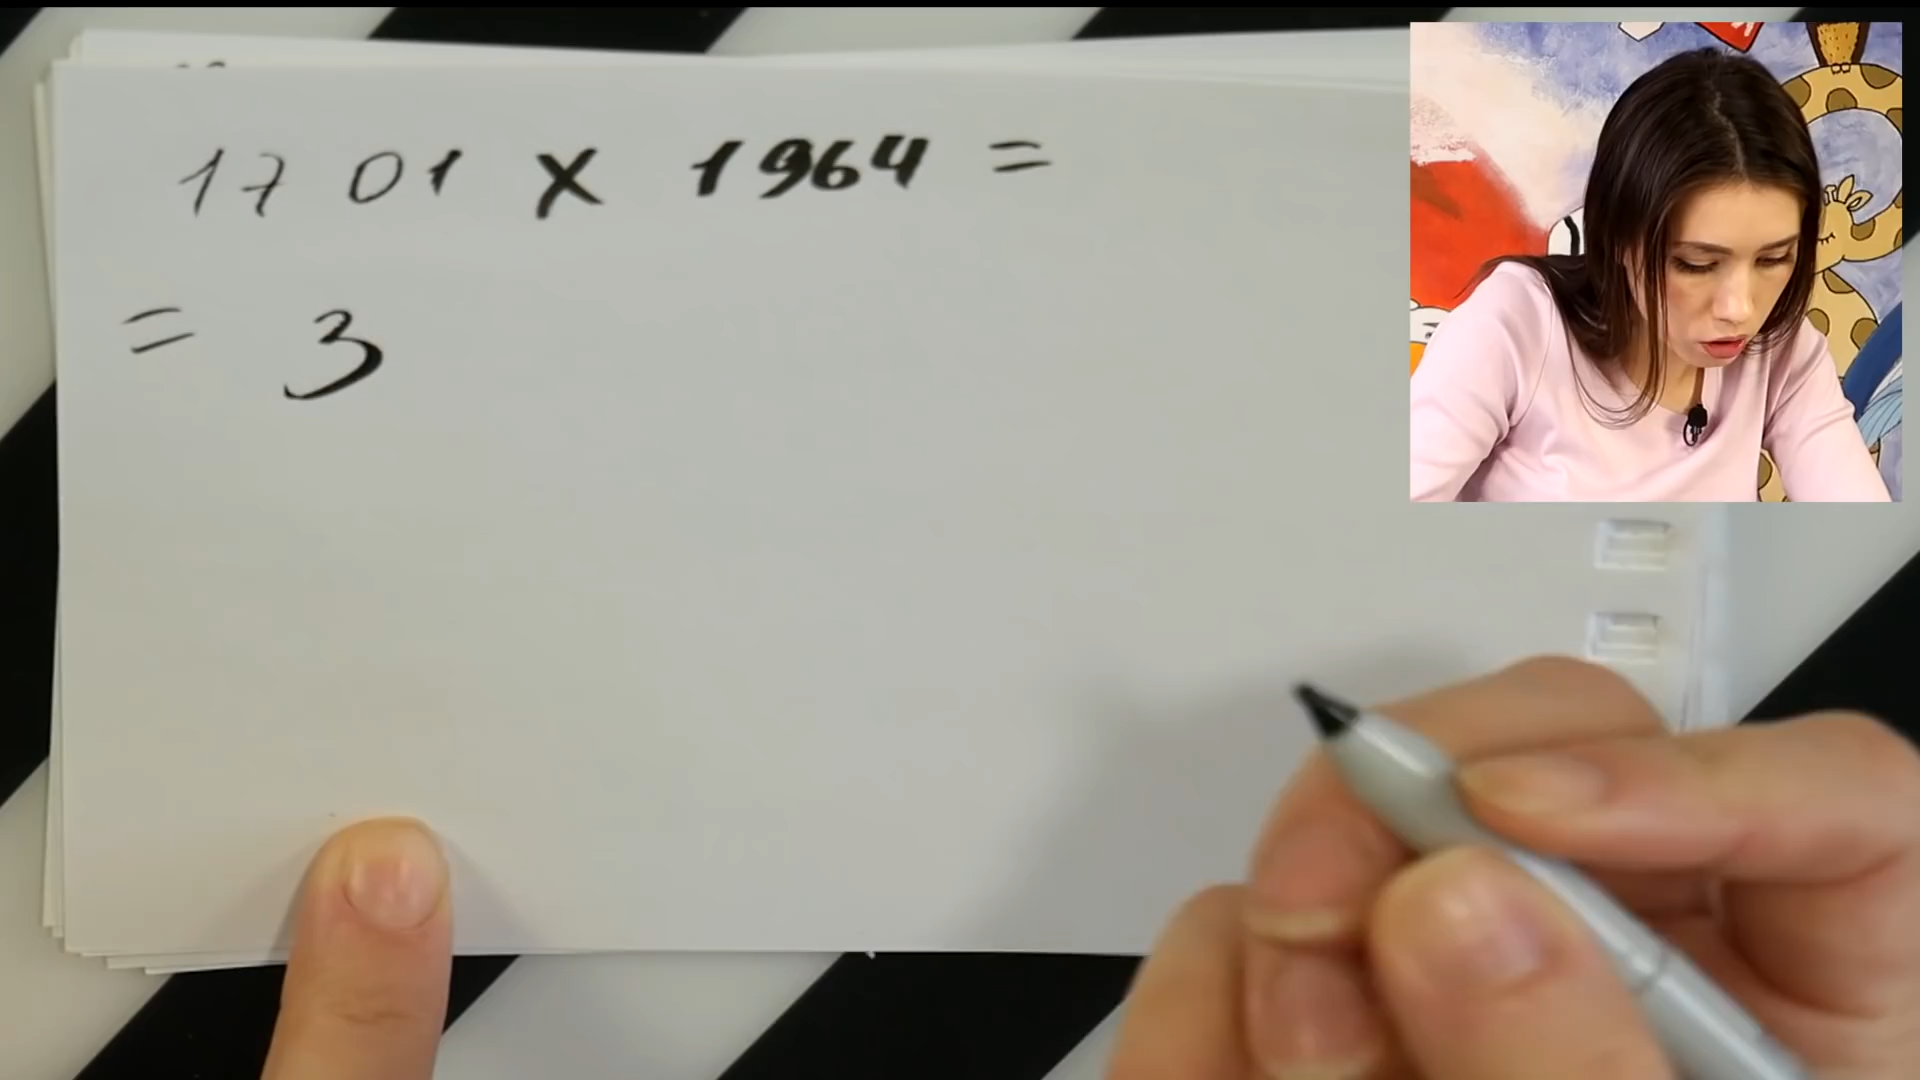 1701 X 1964 =
= 3